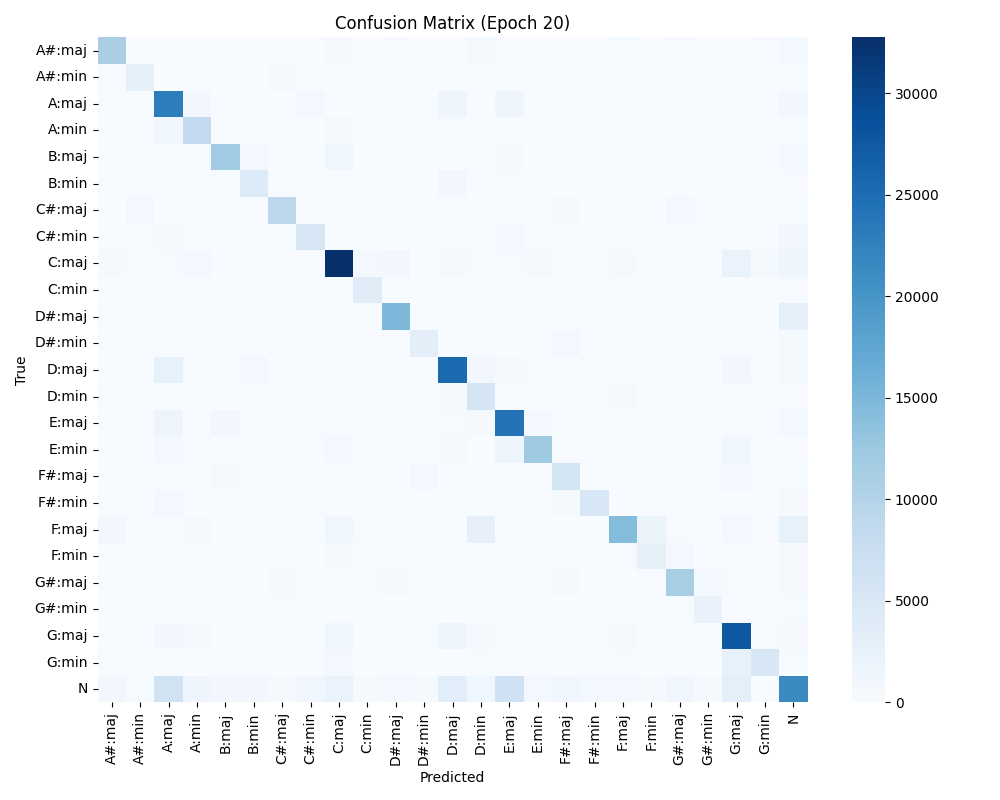 Confusion Matrix (Epoch 20)
True
A#:maj
A#:min
A:maj
A:min
B:maj
B:min
C#:maj
C#:min
C:maj
C:min
D#:maj
D#:min
D:maj
D:min
E:maj
E:min
F#:maj
F#:min
F:maj
F:min
G#:maj
G#:min
G:maj
G:min
N
A#:maj A#:min A:maj A:min B:maj B:min C#:maj C#:min C:maj C:min D#:maj D#:min D:maj D:min E:maj E:min F#:maj F#:min F:maj F:min G#:maj G#:min G:maj G:min N
Predicted
30000
25000
20000
15000
10000
5000
0